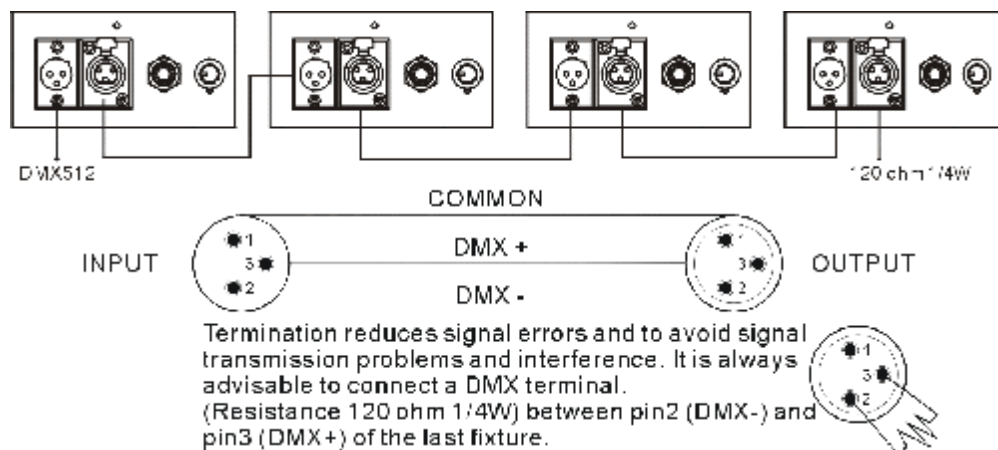 DMX512
120 ohm 1/4W
COMMON
INPUT
1
3
2
DMX +
DMX -
1
3
2
OUTPUT
Termination reduces signal errors and to avoid signal
transmission problems and interference. It is always
advisable to connect a DMX terminal.
(Resistance 120 ohm 1/4W) between pin2 (DMX-) and
pin3 (DMX+) of the last fixture.
1
3
2